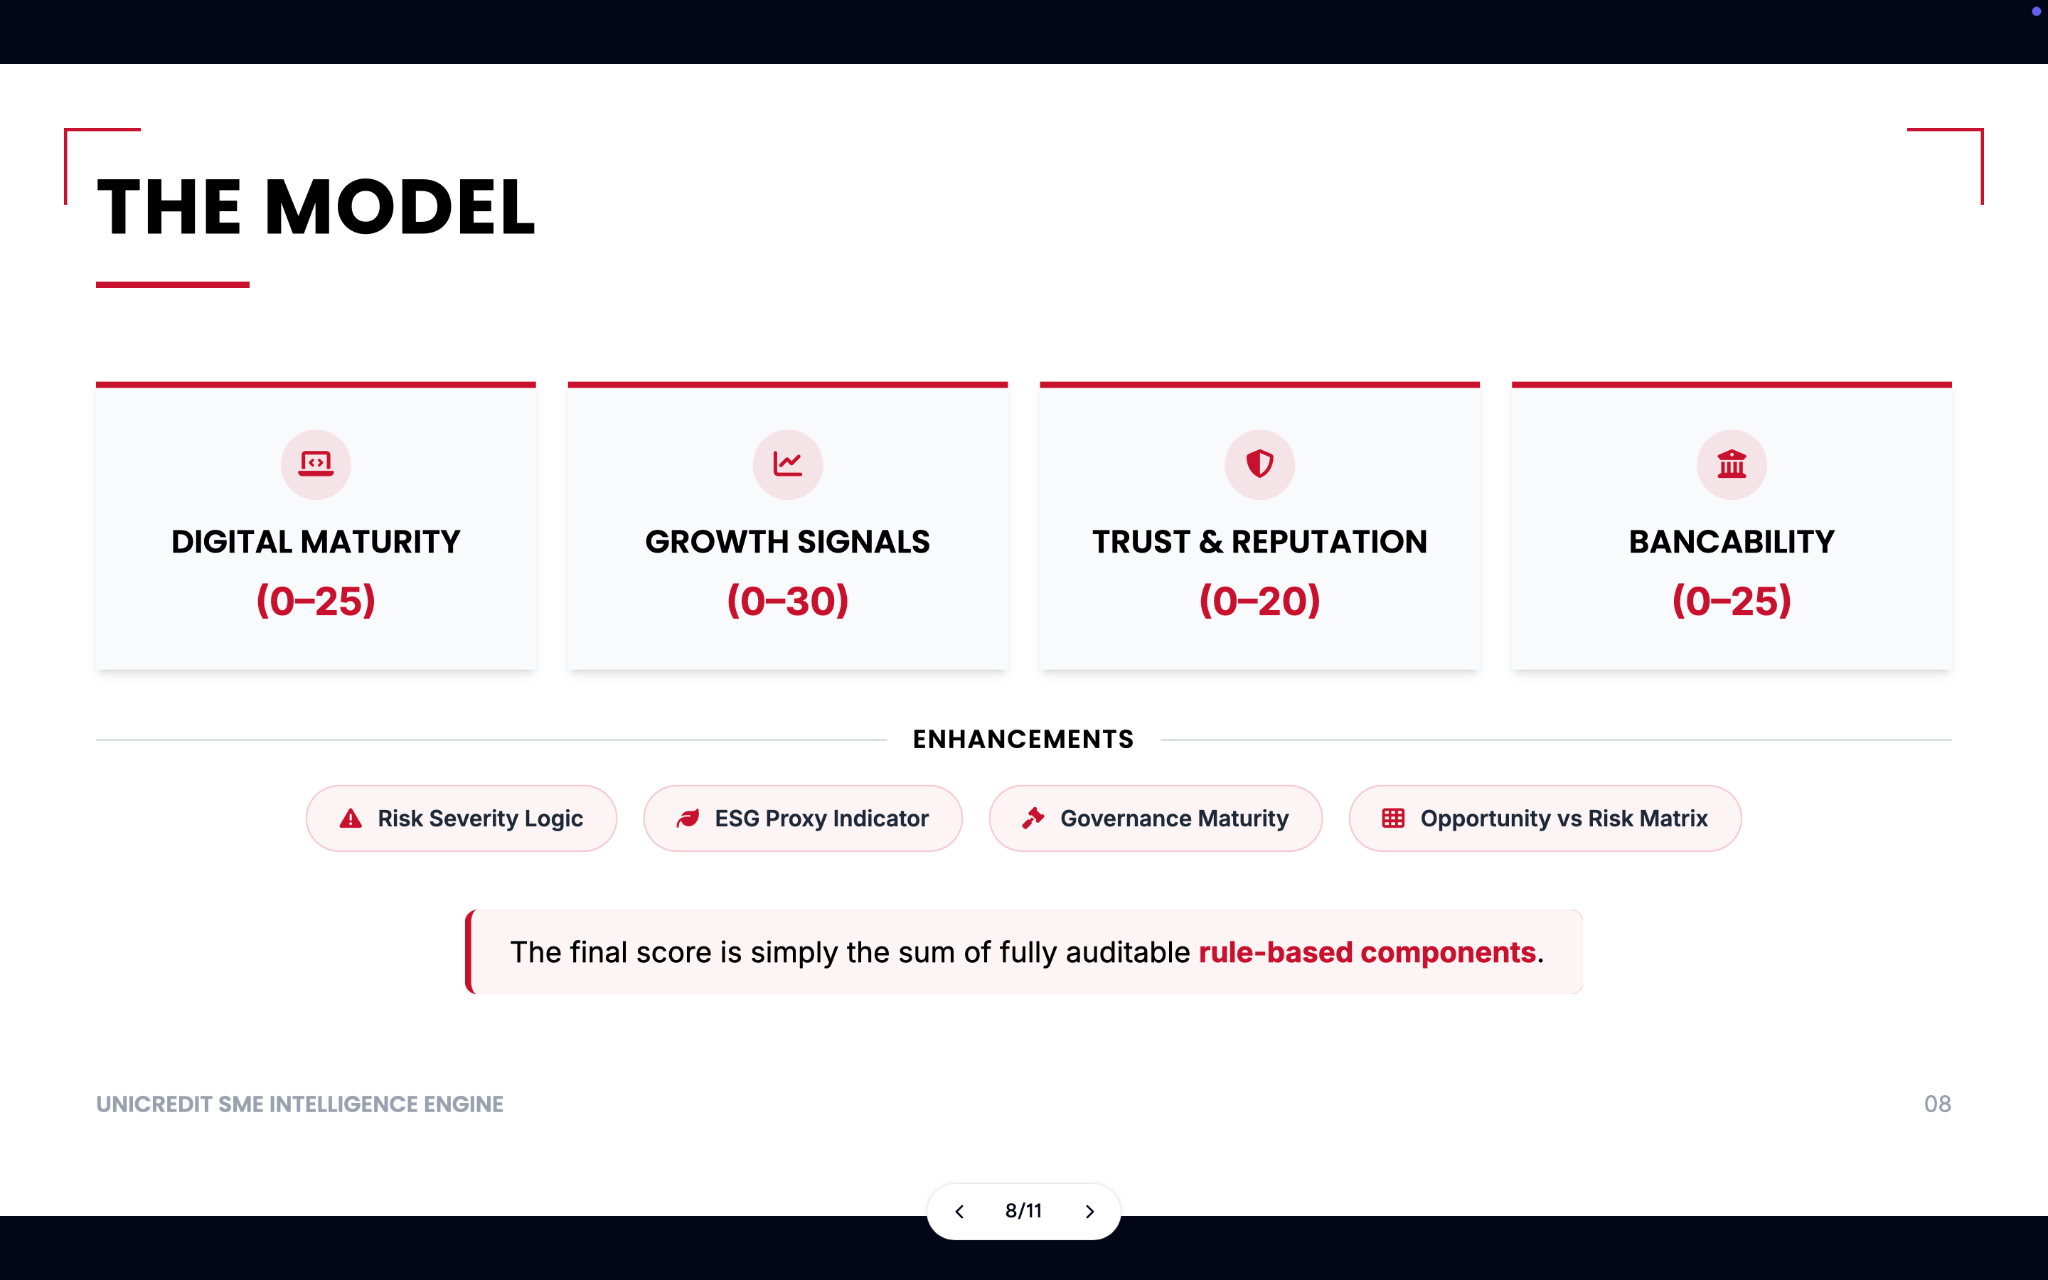 THE MODEL
DIGITAL MATURITY
(0–25)
GROWTH SIGNALS
(0–30)
TRUST & REPUTATION
(0–20)
BANCABILITY
(0–25)
ENHANCEMENTS
Risk Severity Logic
ESG Proxy Indicator
Governance Maturity
Opportunity vs Risk Matrix
The final score is simply the sum of fully auditable rule-based components.
UNICREDIT SME INTELLIGENCE ENGINE
08
8/11